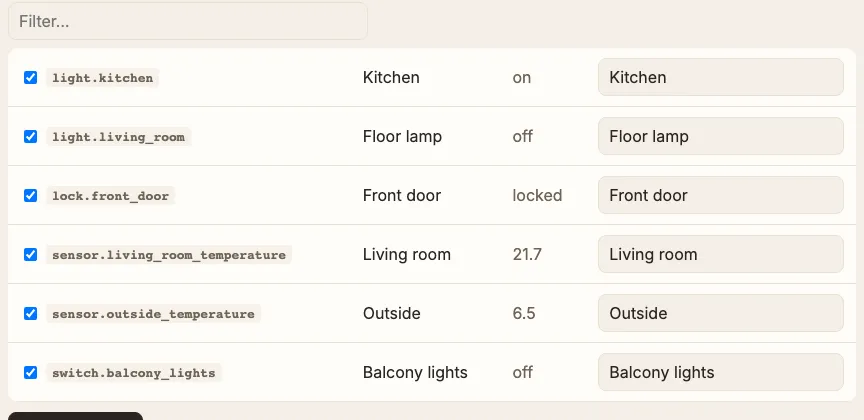 Filter...
light.kitchen Kitchen on Kitchen
light.living_room Floor lamp off Floor lamp
lock.front_door Front door locked Front door
sensor.living_room_temperature Living room 21.7 Living room
sensor.outside_temperature Outside 6.5 Outside
switch.balcony_lights Balcony lights off Balcony lights